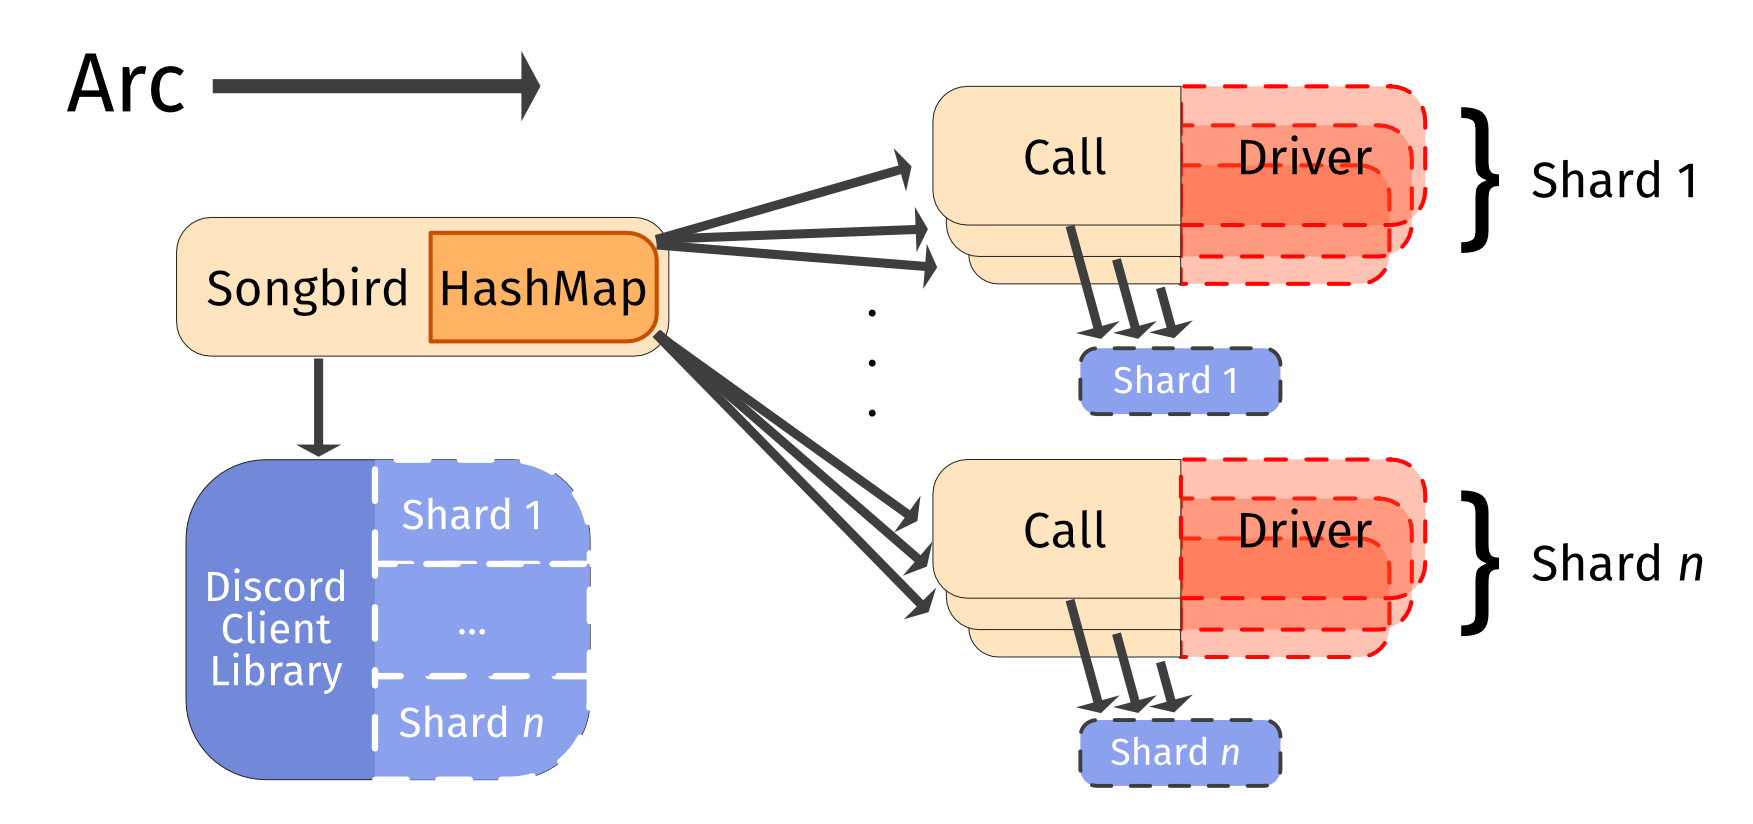 Arc
Call
Driver
} Shard 1
Songbird
HashMap
.
.
.
Shard 1
Discord
Client
Library
Shard 1
...
Shard n
Call
Driver
} Shard n
Shard n